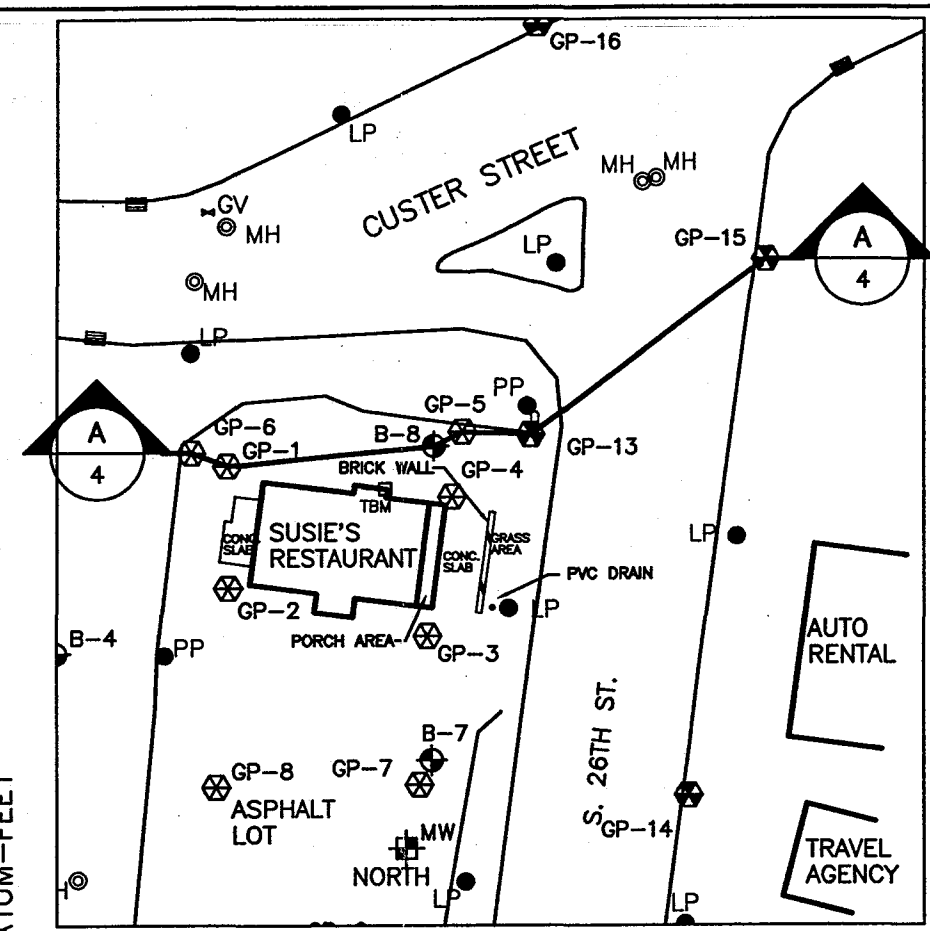 GP-16
LP
CUSTER STREET
MH
MH
GV
MH
LP
GP-15
A
4
MH
LP
PP
GP-5
GP-6
A
4
GP-1
B-8
GP-13
BRICK WALL
GP-4
TBM
CONC.
SLAB
SUSIE'S
RESTAURANT
CONC.
SLAB
GRASS
AREA
LP
PVC DRAIN
GP-2
LP
B-4
PP
PORCH AREA
GP-3
AUTO
RENTAL
S. 26TH ST.
B-7
GP-8
GP-7
ASPHALT
LOT
MW
GP-14
NORTH
LP
TRAVEL
AGENCY
LP